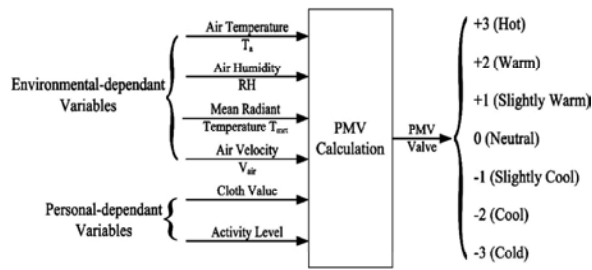 Environmental-dependant
Variables
Personal-dependant
Variables
Air Temperature
Ta
Air Humidity
RH
Mean Radiant
Temperature Tmrt
Air Velocity
Vair
Cloth Value
Activity Level
PMV
Calculation
PMV
Valve
+3 (Hot)
+2 (Warm)
+1 (Slightly Warm)
0 (Neutral)
-1 (Slightly Cool)
-2 (Cool)
-3 (Cold)